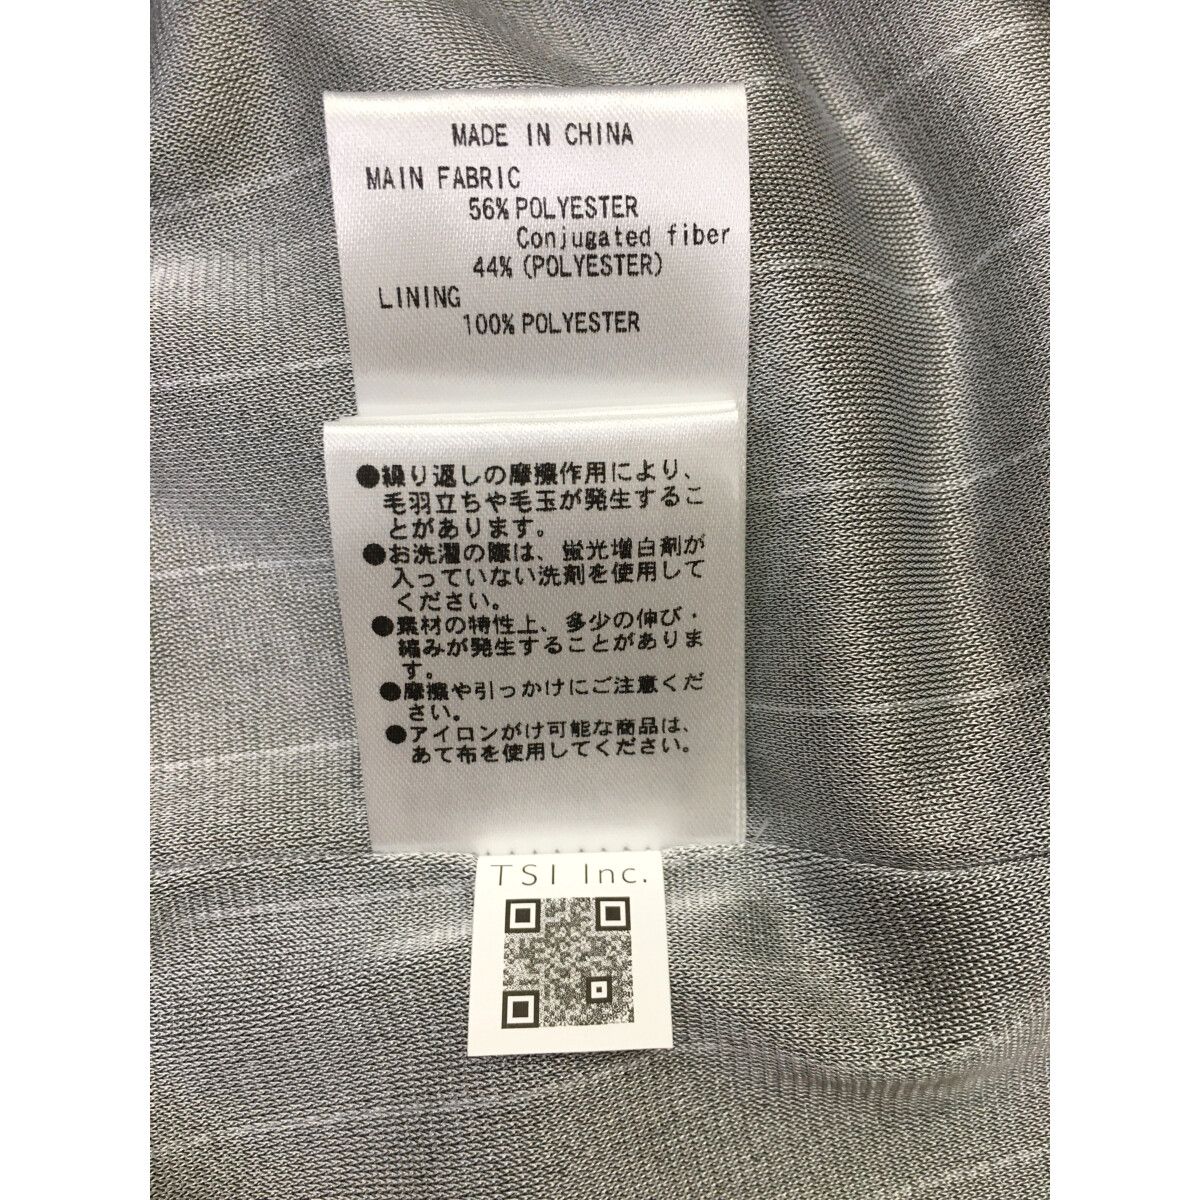 MADE IN CHINA
MAIN FABRIC
56% POLYESTER
Conjugated fiber
44% (POLYESTER)
LINING
100% POLYESTER
●繰り返しの摩擦作用により、
毛羽立ちや毛玉が発生するこ
とがあります。
●お洗濯の際は、蛍光増白剤が
入っていない洗剤を使用して
ください。
●素材の特性上、多少の伸び・
縮みが発生することがありま
す。
●摩擦や引っかけにご注意くだ
さい。
●アイロンがけ可能な商品は、
あて布を使用してください。
TSI Inc.